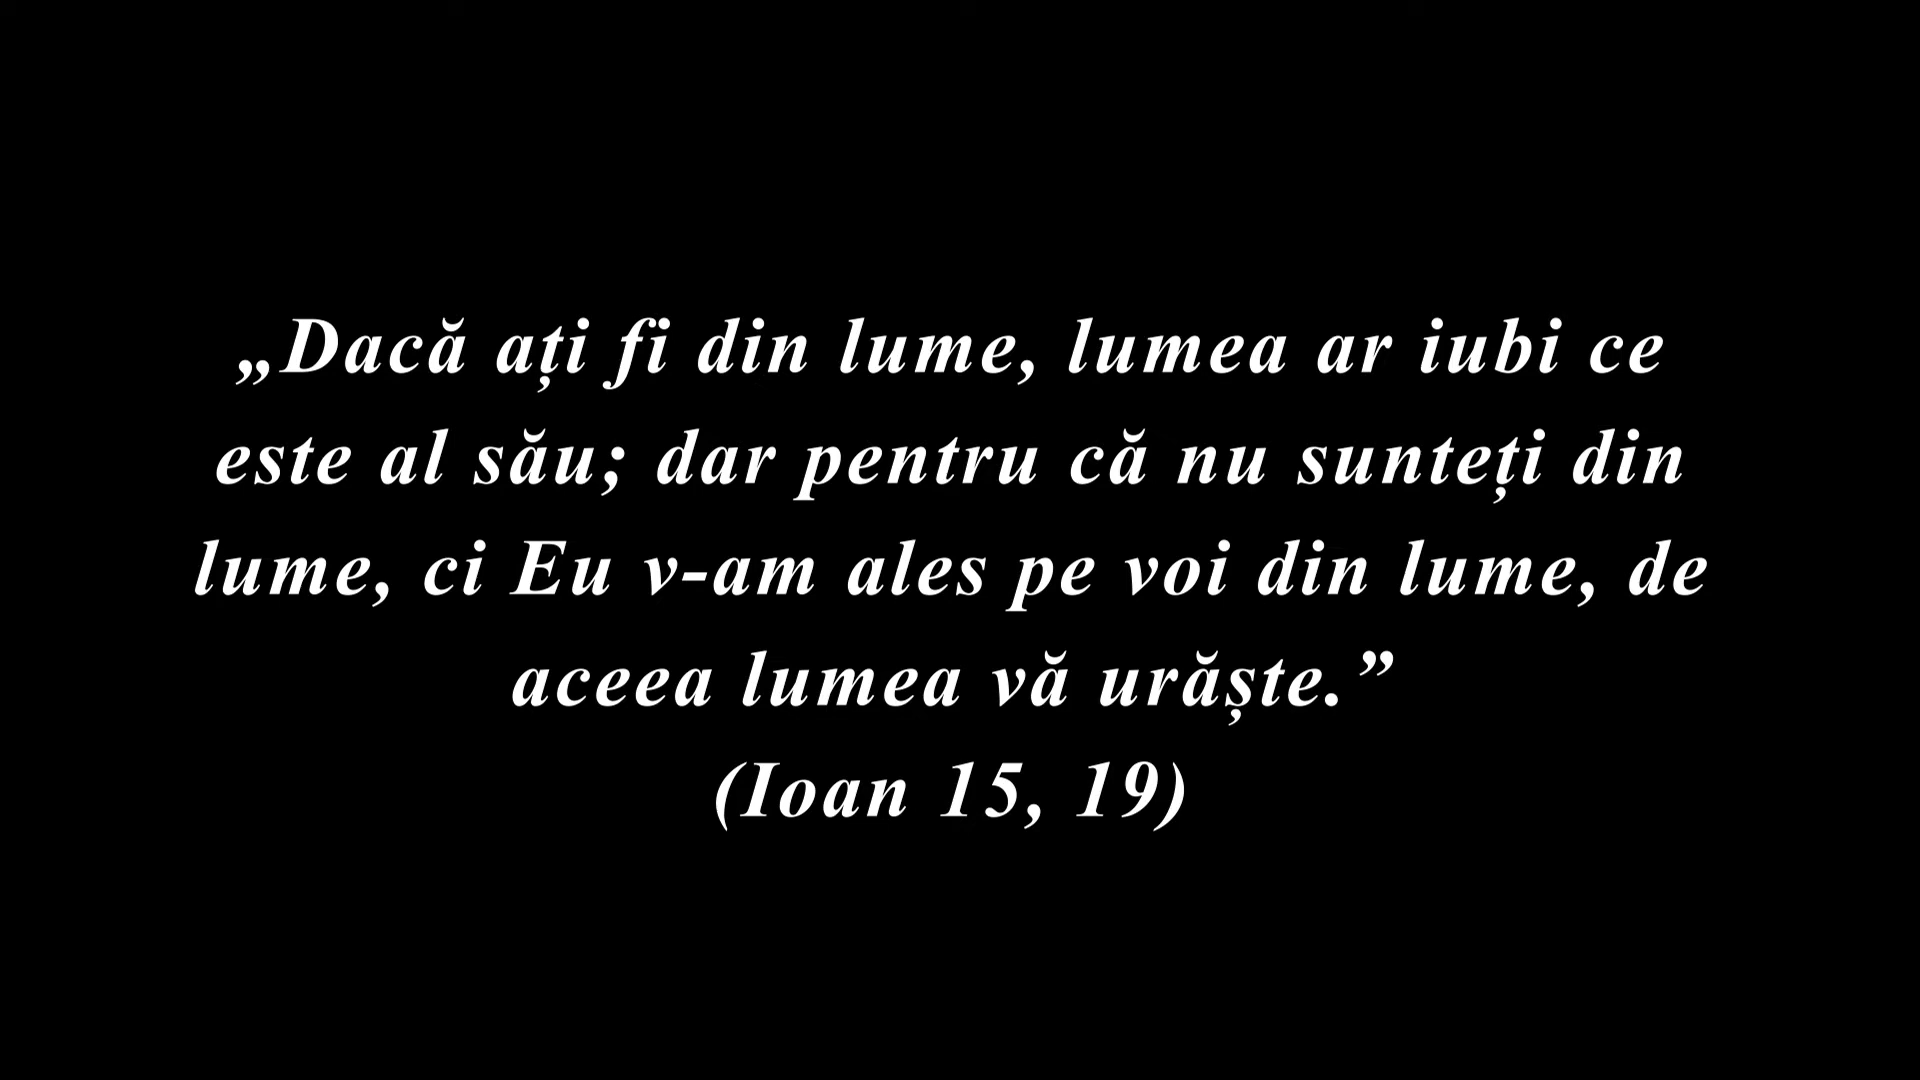 „Dacă ați fi din lume, lumea ar iubi ce
este al său; dar pentru că nu sunteți din
lume, ci Eu v-am ales pe voi din lume, de
aceea lumea vă urăște.”
(Ioan 15, 19)